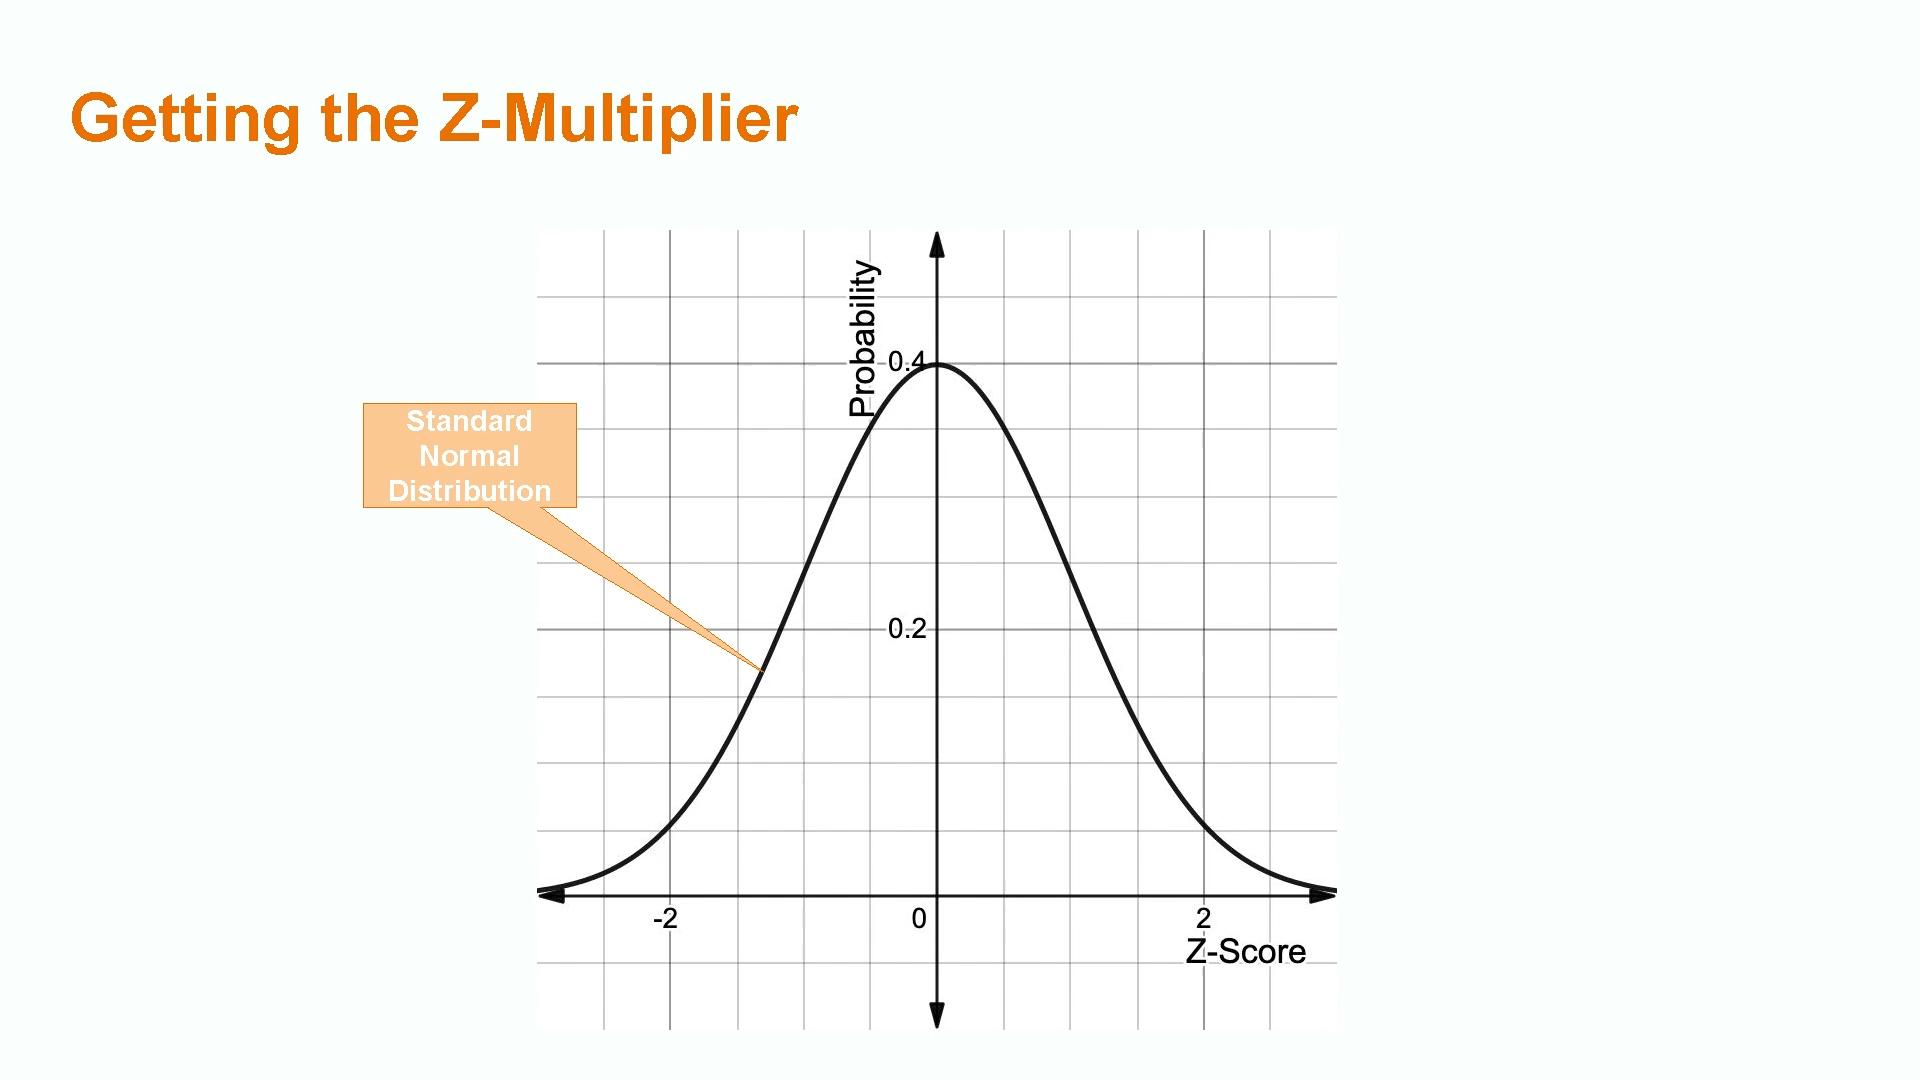 Getting the Z-Multiplier
Probability
0.4
Standard
Normal
Distribution
0.2
-2
0
2
Z-Score